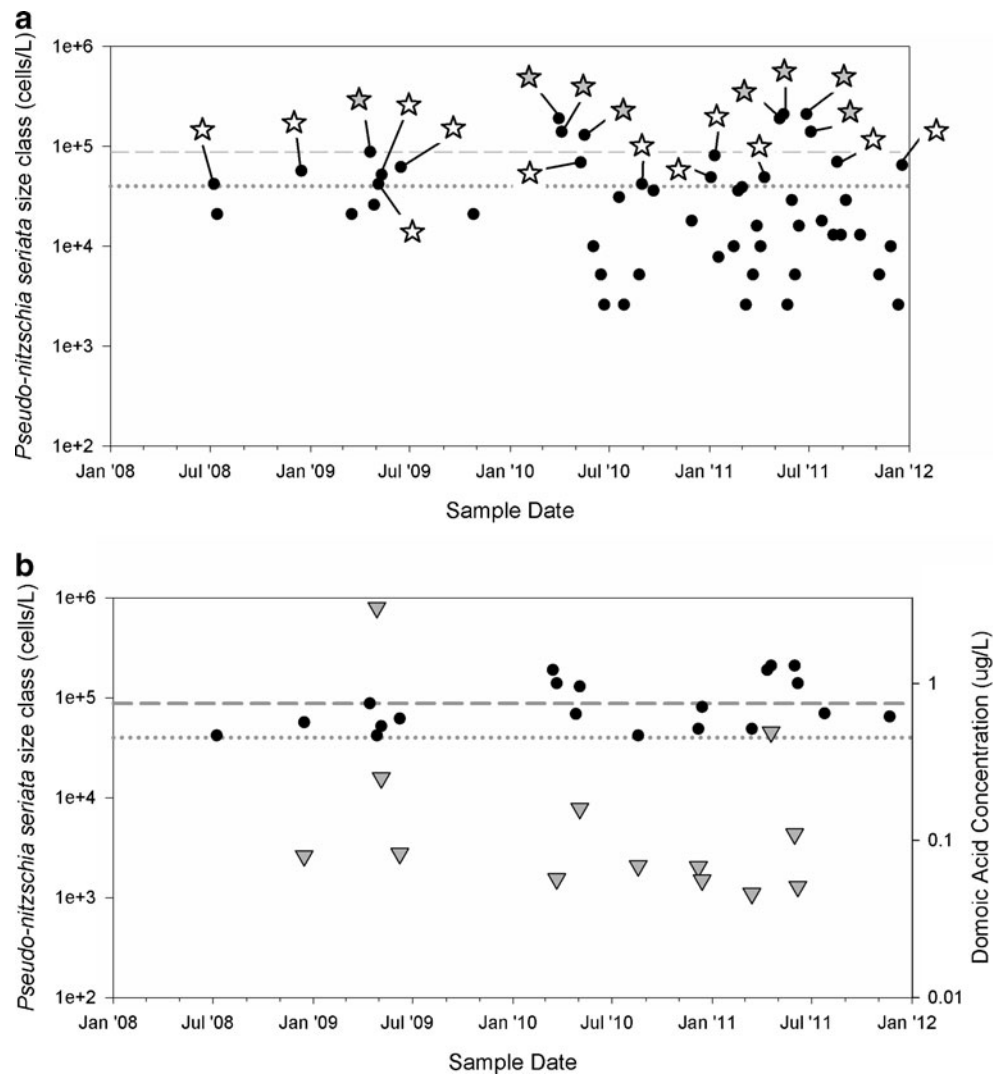 a
1e+6
1e+5
1e+4
1e+3
1e+2
Pseudo-nitzschia seriata size class (cells/L)
Jan '08 Jul '08 Jan '09 Jul '09 Jan '10 Jul '10 Jan '11 Jul '11 Jan '12
Sample Date
b
1e+6
1e+5
1e+4
1e+3
1e+2
Pseudo-nitzschia seriata size class (cells/L)
1
0.1
0.01
Domoic Acid Concentration (ug/L)
Jan '08 Jul '08 Jan '09 Jul '09 Jan '10 Jul '10 Jan '11 Jul '11 Jan '12
Sample Date